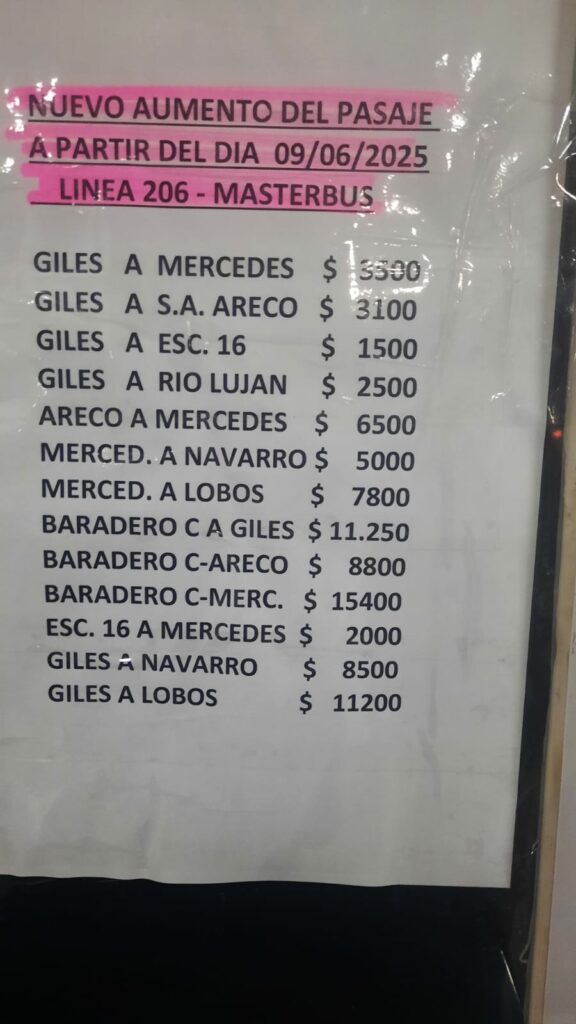 NUEVO AUMENTO DEL PASAJE
A PARTIR DEL DIA 09/06/2025
LINEA 206 - MASTERBUS
GILES A MERCEDES $ 3500
GILES A S.A. ARECO $ 3100
GILES A ESC. 16 $ 1500
GILES A RIO LUJAN $ 2500
ARECO A MERCEDES $ 6500
MERCED. A NAVARRO $ 5000
MERCED. A LOBOS $ 7800
BARADERO C A GILES $ 11.250
BARADERO C-ARECO $ 8800
BARADERO C-MERC. $ 15400
ESC. 16 A MERCEDES $ 2000
GILES A NAVARRO $ 8500
GILES A LOBOS $ 11200